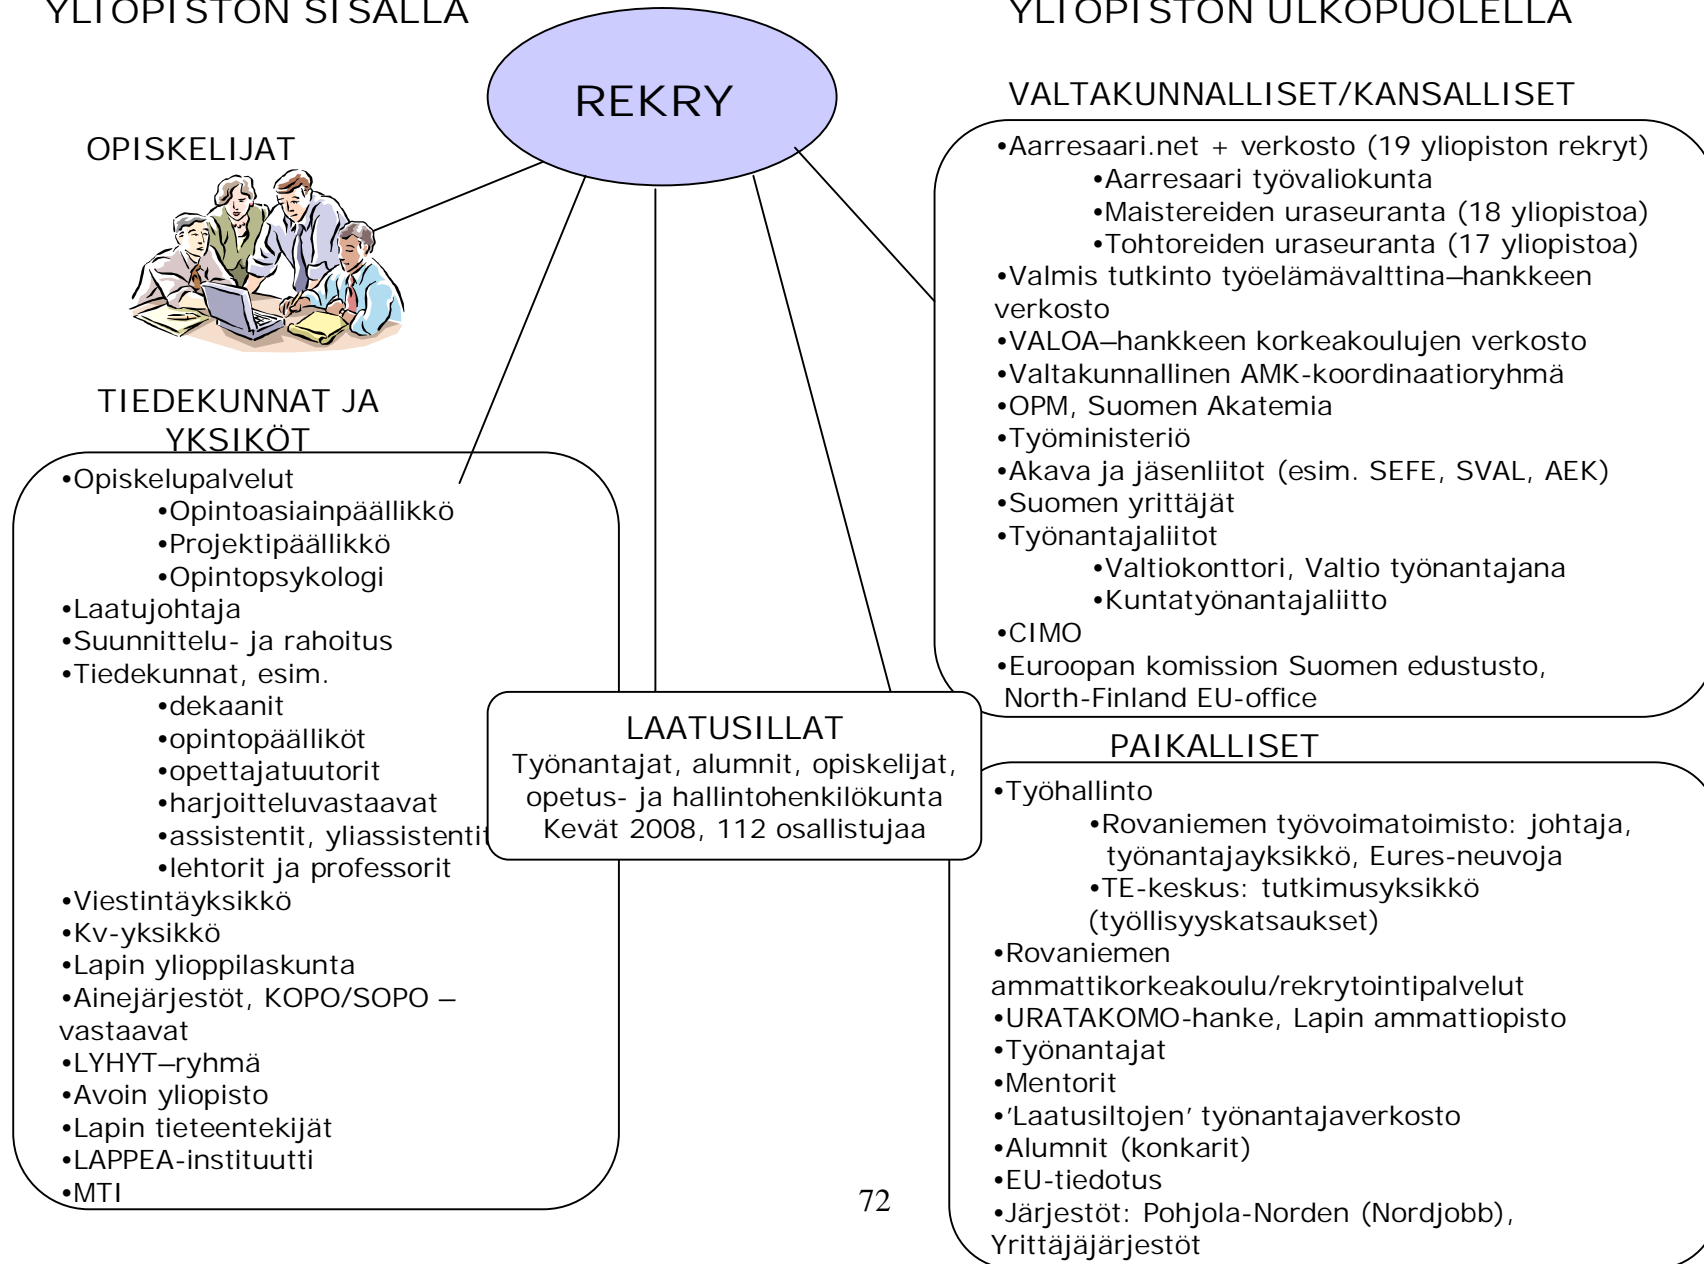 YLIOPISTON SISÄLLÄ
YLIOPISTON ULKOPUOLELLA
REKRY
OPISKELIJAT
TIEDEKUNNAT JA
YKSIKÖT
•Opiskelupalvelut
•Opintoasiainpäällikkö
•Projektipäällikkö
•Opintopsykologi
•Laatujohtaja
•Suunnittelu- ja rahoitus
•Tiedekunnat, esim.
•dekaanit
•opintopäälliköt
•opettajatuutorit
•harjoitteluvastaavat
•assistentit, yliassistentit
•lehtorit ja professorit
•Viestintäyksikkö
•Kv-yksikkö
•Lapin ylioppilaskunta
•Ainejärjestöt, KOPO/SOPO –
vastaavat
•LYHYT–ryhmä
•Avoin yliopisto
•Lapin tieteentekijät
•LAPPEA-instituutti
•MTI
LAATUSILLAT
Työnantajat, alumnit, opiskelijat,
opetus- ja hallintohenkilökunta
Kevät 2008, 112 osallistujaa
VALTAKUNNALLISET/KANSALLISET
•Aarresaari.net + verkosto (19 yliopiston rekryt)
•Aarresaari työvaliokunta
•Maistereiden uraseuranta (18 yliopistoa)
•Tohtoreiden uraseuranta (17 yliopistoa)
•Valmis tutkinto työelämävalttina–hankkeen
verkosto
•VALOA–hankkeen korkeakoulujen verkosto
•Valtakunnallinen AMK-koordinaatioryhmä
•OPM, Suomen Akatemia
•Työministeriö
•Akava ja jäsenliitot (esim. SEFE, SVAL, AEK)
•Suomen yrittäjät
•Työnantajaliitot
•Valtiokonttori, Valtio työnantajana
•Kuntatyönantajaliitto
•CIMO
•Euroopan komission Suomen edustusto,
North-Finland EU-office
PAIKALLISET
•Työhallinto
•Rovaniemen työvoimatoimisto: johtaja,
työnantajayksikkö, Eures-neuvoja
•TE-keskus: tutkimusyksikkö
(työllisyyskatsaukset)
•Rovaniemen
ammattikorkeakoulu/rekrytointipalvelut
•URATAKOMO-hanke, Lapin ammattiopisto
•Työnantajat
•Mentorit
•'Laatusiltojen' työnantajaverkosto
•Alumnit (konkarit)
•EU-tiedotus
•Järjestöt: Pohjola-Norden (Nordjobb),
Yrittäjäjärjestöt
72